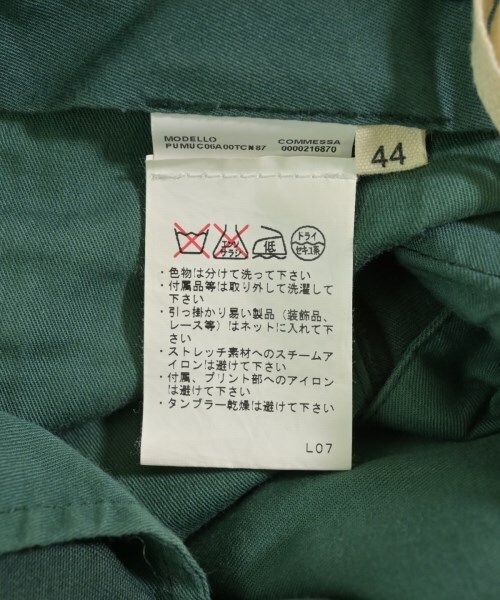 MODELLO COMMESSA
PUMUC00A00TCN87 0000216870
44
エンソ
サラシ
低
ドライ
セキユ系
・色物は分けて洗って下さい
・付属品等は取り外して洗濯して
下さい
・引っ掛かり易い製品（装飾品、
レース等）はネットに入れて下
さい
・ストレッチ素材へのスチームア
イロンは避けて下さい
・付属、プリント部へのアイロン
は避けて下さい
・タンブラー乾燥は避けて下さい
L07